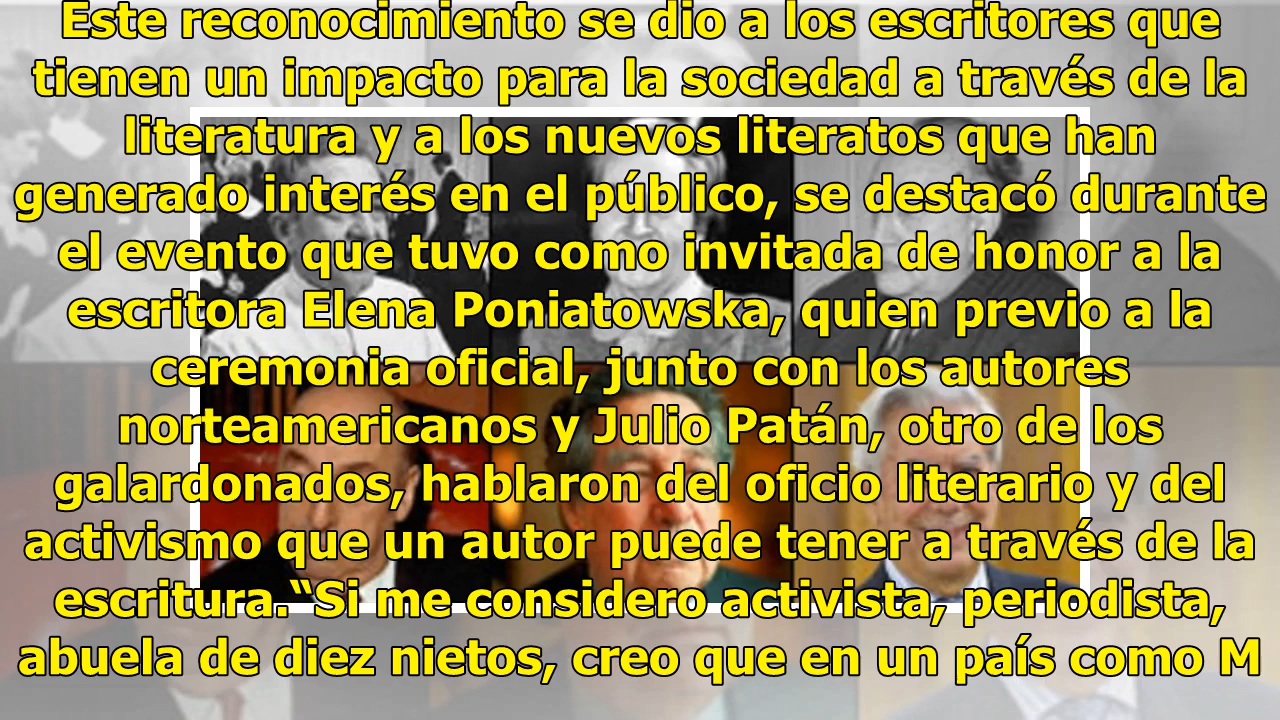 Este reconocimiento se dio a los escritores que
tienen un impacto para la sociedad a través de la
literatura y a los nuevos literatos que han
generado interés en el público, se destacó durante
el evento que tuvo como invitada de honor a la
escritora Elena Poniatowska, quien previo a la
ceremonia oficial, junto con los autores
norteamericanos y Julio Patán, otro de los
galardonados, hablaron del oficio literario y del
activismo que un autor puede tener a través de la
escritura.“Si me considero activista, periodista,
abuela de diez nietos, creo que en un país como M